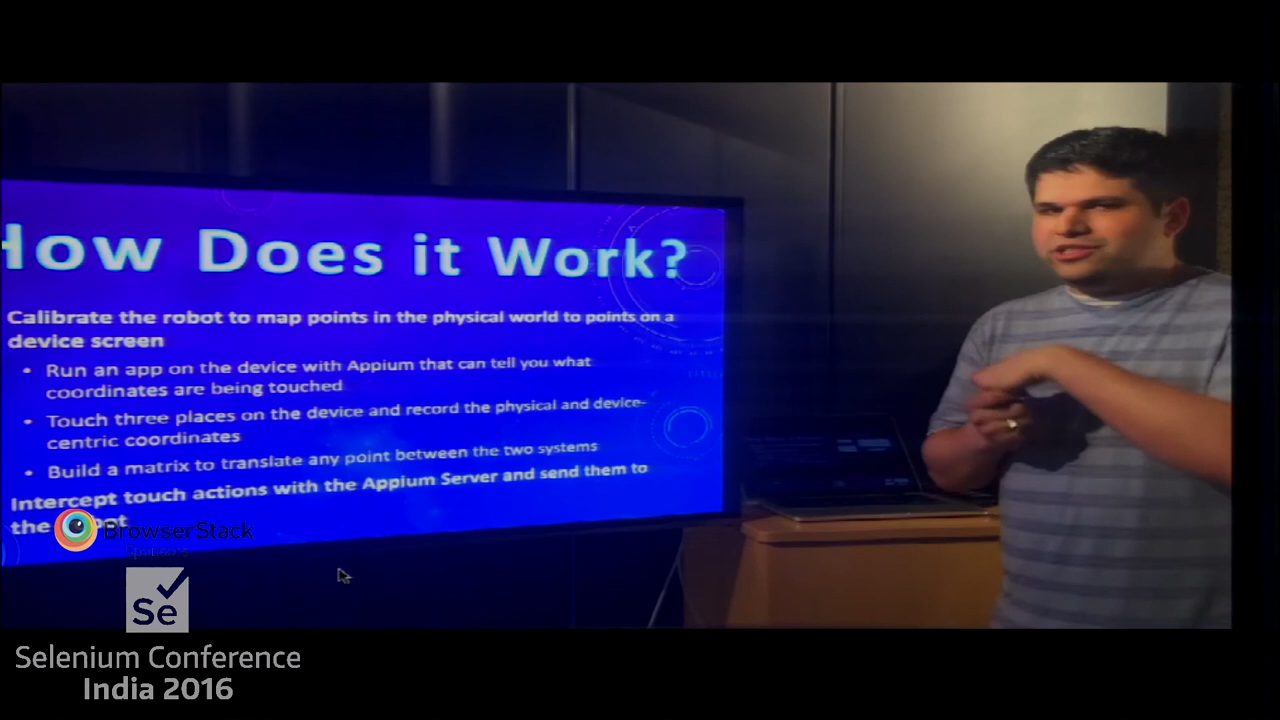 How Does it Work?
Calibrate the robot to map points in the physical world to points on a
device screen
• Run an app on the device with Appium that can tell you what
coordinates are being touched
• Touch three places on the device and record the physical and device-
centric coordinates
• Build a matrix to translate any point between the two systems
Intercept touch actions with the Appium Server and send them to
the
BrowserStack
Se
Selenium Conference
India 2016